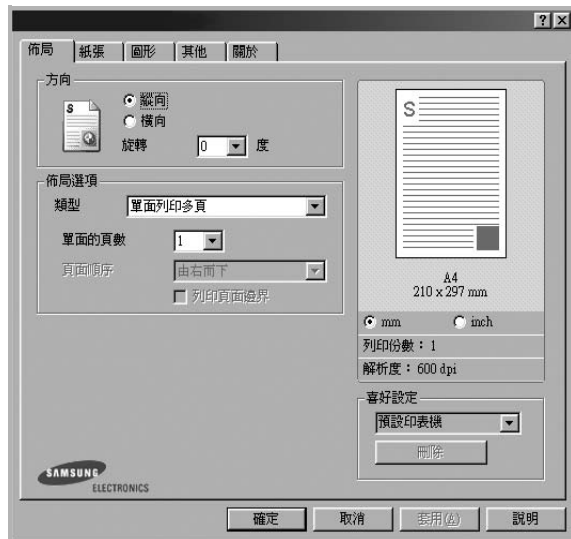 佈局 紙張 圖形 其他 關於
方向
S
縱向
橫向
旋轉 0 度
佈局選項
類型 單面列印多頁
單面的頁數 1
頁面順序 由右而下
列印頁面邊界
SAMSUNG
ELECTRONICS
S
A4
210 x 297 mm
mm inch
列印份數：1
解析度：600 dpi
喜好設定
預設印表機
刪除
確定 取消 套用(A) 說明